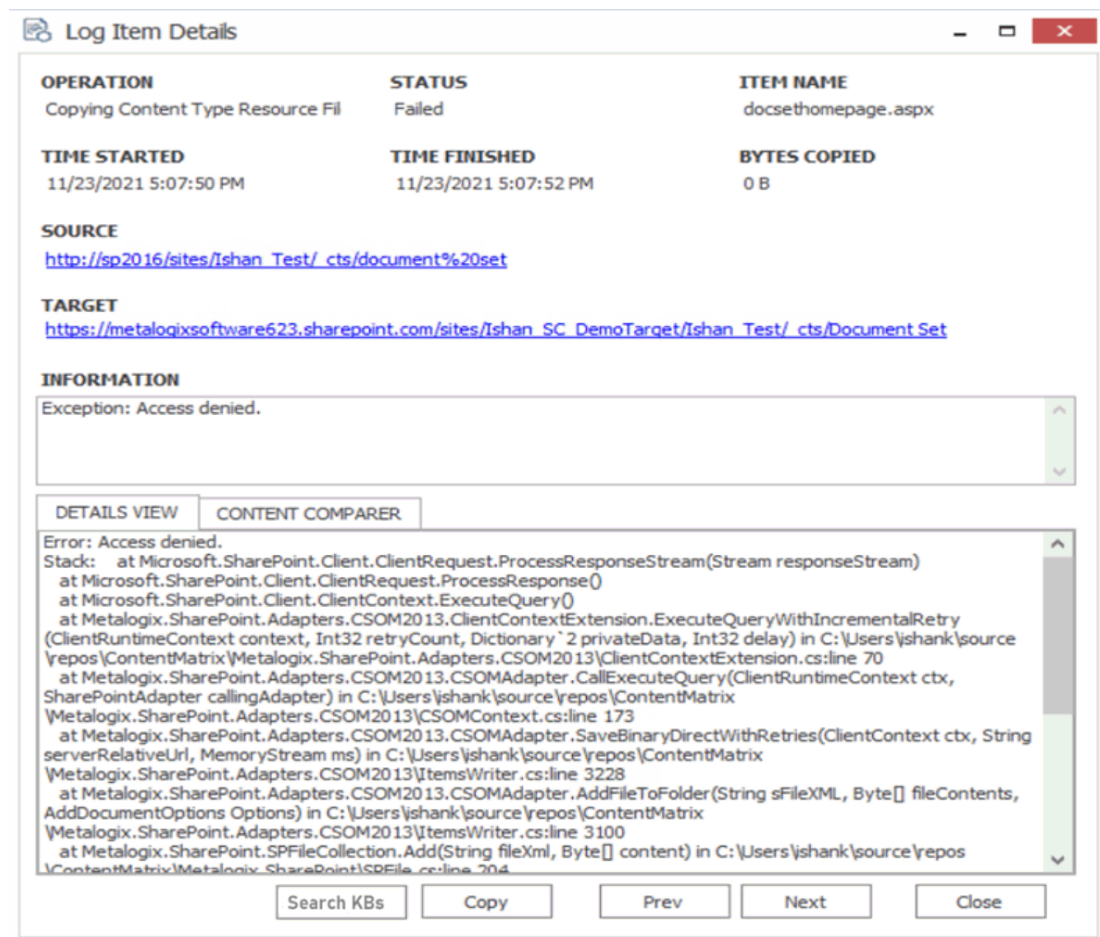 Log Item Details
OPERATION STATUS ITEM NAME
Copying Content Type Resource Fil Failed docsethomepage.aspx
TIME STARTED TIME FINISHED BYTES COPIED
11/23/2021 5:07:50 PM 11/23/2021 5:07:52 PM 0 B
SOURCE
http://sp2016/sites/Ishan_Test/_cts/document%20set
TARGET
https://metalogixsoftware623.sharepoint.com/sites/Ishan_SC_DemoTarget/Ishan_Test/_cts/Document Set
INFORMATION
Exception: Access denied.
DETAILS VIEW CONTENT COMPARER
Error: Access denied.
Stack: at Microsoft.SharePoint.Client.ClientRequest.ProcessResponseStream(Stream responseStream)
at Microsoft.SharePoint.Client.ClientRequest.ProcessResponse()
at Microsoft.SharePoint.Client.ClientContext.ExecuteQuery()
at Metalogix.SharePoint.Adapters.CSOM2013.ClientContextExtension.ExecuteQueryWithIncrementalRetry
(ClientRuntimeContext context, Int32 retryCount, Dictionary`2 privateData, Int32 delay) in C:\Users\ishank\source
\repos\ContentMatrix\Metalogix.SharePoint.Adapters.CSOM2013\ClientContextExtension.cs:line 70
at Metalogix.SharePoint.Adapters.CSOM2013.CSOMAdapter.CallExecuteQuery(ClientRuntimeContext ctx,
SharePointAdapter callingAdapter) in C:\Users\ishank\source\repos\ContentMatrix
\Metalogix.SharePoint.Adapters.CSOM2013\CSOMContext.cs:line 173
at Metalogix.SharePoint.Adapters.CSOM2013.CSOMAdapter.SaveBinaryDirectWithRetries(ClientContext ctx, String
serverRelativeUrl, MemoryStream ms) in C:\Users\ishank\source\repos\ContentMatrix
\Metalogix.SharePoint.Adapters.CSOM2013\ItemsWriter.cs:line 3228
at Metalogix.SharePoint.Adapters.CSOM2013.CSOMAdapter.AddFileToFolder(String sFileXML, Byte[] fileContents,
AddDocumentOptions Options) in C:\Users\ishank\source\repos\ContentMatrix
\Metalogix.SharePoint.Adapters.CSOM2013\ItemsWriter.cs:line 3100
at Metalogix.SharePoint.SPFileCollection.Add(String fileXml, Byte[] content) in C:\Users\ishank\source\repos
\ContentMatrix\Metalogix.SharePoint\SPFile.cs:line 204
Search KBs Copy Prev Next Close